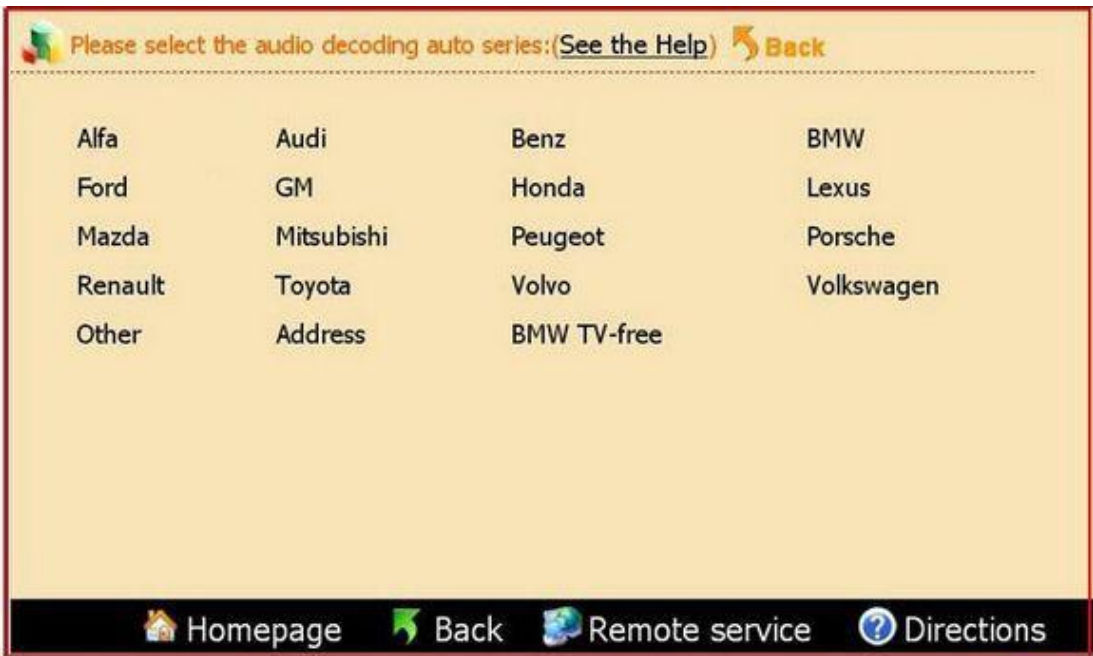 Please select the audio decoding auto series:(See the Help) Back
Alfa Audi Benz BMW
Ford GM Honda Lexus
Mazda Mitsubishi Peugeot Porsche
Renault Toyota Volvo Volkswagen
Other Address BMW TV-free
Homepage Back Remote service Directions